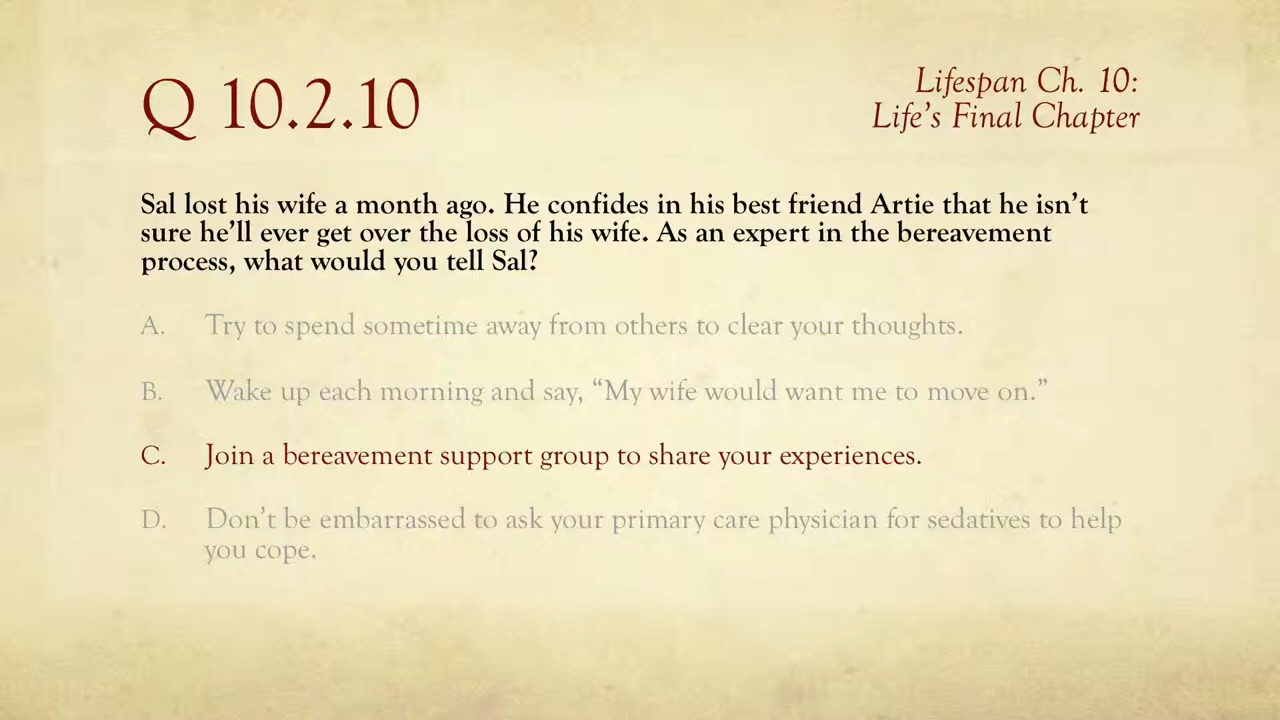 Q 10.2.10
Lifespan Ch. 10:
Life’s Final Chapter
Sal lost his wife a month ago. He confides in his best friend Artie that he isn’t
sure he’ll ever get over the loss of his wife. As an expert in the bereavement
process, what would you tell Sal?
A. Try to spend sometime away from others to clear your thoughts.
B. Wake up each morning and say, “My wife would want me to move on.”
C. Join a bereavement support group to share your experiences.
D. Don’t be embarrassed to ask your primary care physician for sedatives to help
you cope.